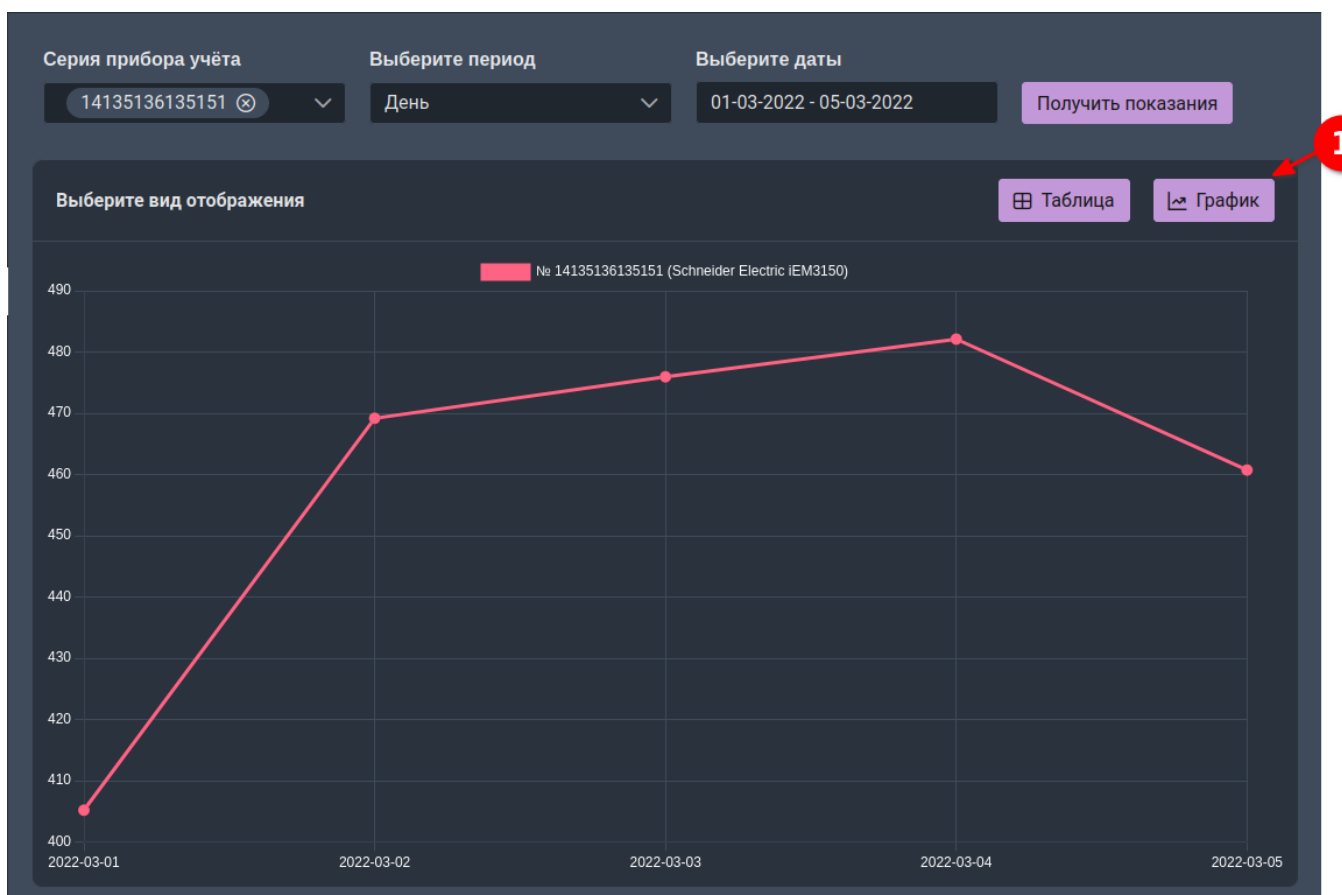 Серия прибора учёта Выберите период Выберите даты
14135136135151 День 01-03-2022 - 05-03-2022 Получить показания
1
Выберите вид отображения Таблица График
№ 14135136135151 (Schneider Electric iEM3150)
490
480
470
460
450
440
430
420
410
400
2022-03-01 2022-03-02 2022-03-03 2022-03-04 2022-03-05